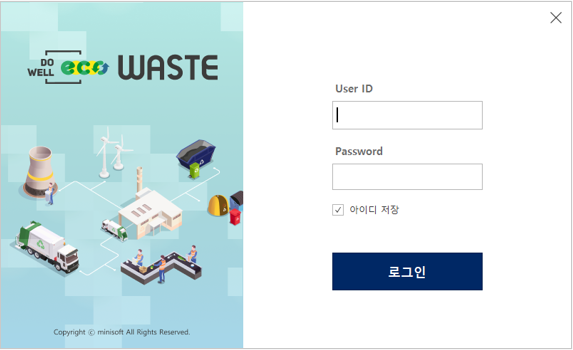 DO
WELL eco WASTE
User ID
Password
아이디 저장
로그인
Copyright ⓒ minisoft All Rights Reserved.